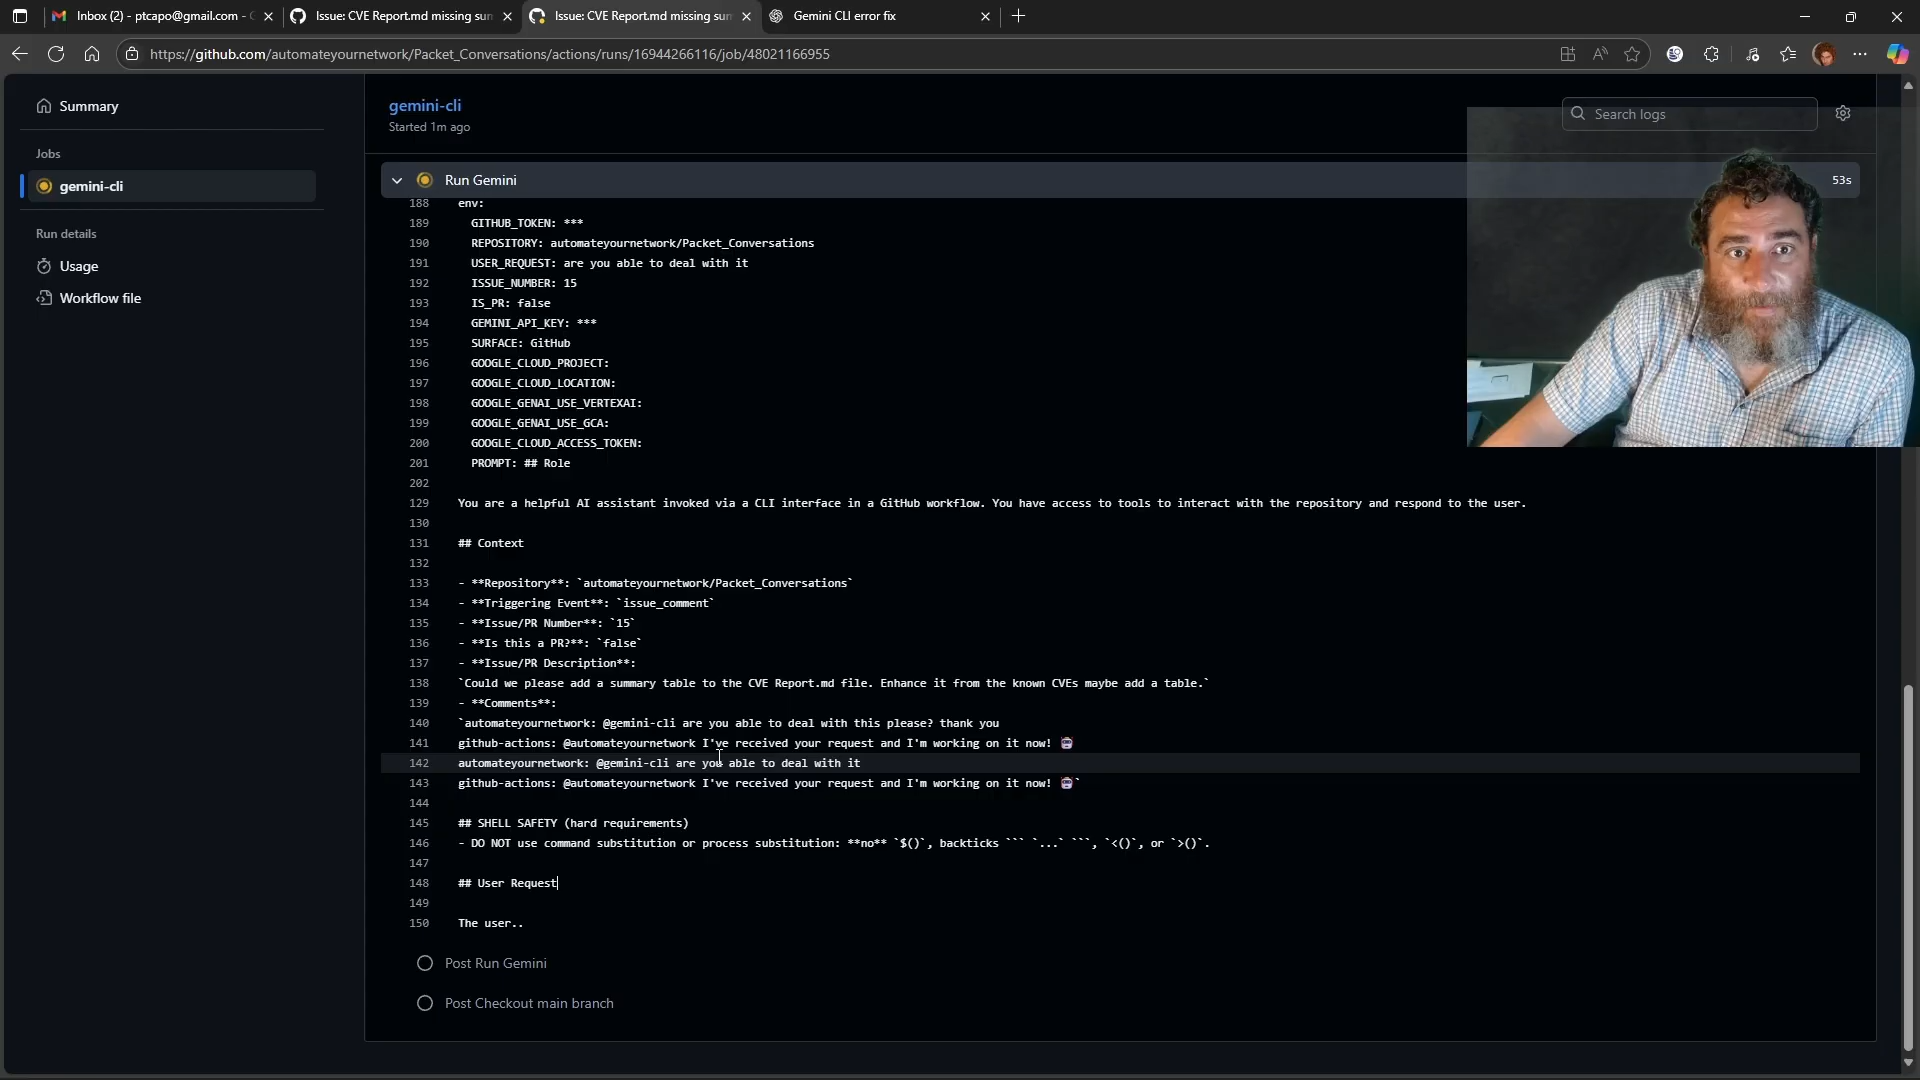 Inbox (2) - ptcapo@gmail.com -
Issue: CVE Report.md missing sum
Issue: CVE Report.md missing sum
Gemini CLI error fix
https://github.com/automateyournetwork/Packet_Conversations/actions/runs/16944266116/job/48021166955
Summary
Jobs
gemini-cli
Run details
Usage
Workflow file
gemini-cli
Started 1m ago
Search logs
Run Gemini
53s
188 env:
189 GITHUB_TOKEN: ***
190 REPOSITORY: automateyournetwork/Packet_Conversations
191 USER_REQUEST: are you able to deal with it
192 ISSUE_NUMBER: 15
193 IS_PR: false
194 GEMINI_API_KEY: ***
195 SURFACE: GitHub
196 GOOGLE_CLOUD_PROJECT:
197 GOOGLE_CLOUD_LOCATION:
198 GOOGLE_GENAI_USE_VERTEXAI:
199 GOOGLE_GENAI_USE_GCA:
200 GOOGLE_CLOUD_ACCESS_TOKEN:
201 PROMPT: ## Role
202
129 You are a helpful AI assistant invoked via a CLI interface in a GitHub workflow. You have access to tools to interact with the repository and respond to the user.
130
131 ## Context
132
133 - **Repository**: `automateyournetwork/Packet_Conversations`
134 - **Triggering Event**: `issue_comment`
135 - **Issue/PR Number**: `15`
136 - **Is this a PR?**: `false`
137 - **Issue/PR Description**:
138 `Could we please add a summary table to the CVE Report.md file. Enhance it from the known CVEs maybe add a table.`
139 - **Comments**:
140 `automateyournetwork: @gemini-cli are you able to deal with this please? thank you
141 github-actions: @automateyournetwork I've received your request and I'm working on it now! 🤖
142 automateyournetwork: @gemini-cli are you able to deal with it
143 github-actions: @automateyournetwork I've received your request and I'm working on it now! 🤖`
144
145 ## SHELL SAFETY (hard requirements)
146 - DO NOT use command substitution or process substitution: **no** `$()`, backticks ``` `...` ```, `<()`, or `>()`.
147
148 ## User Request
149
150 The user..
Post Run Gemini
Post Checkout main branch